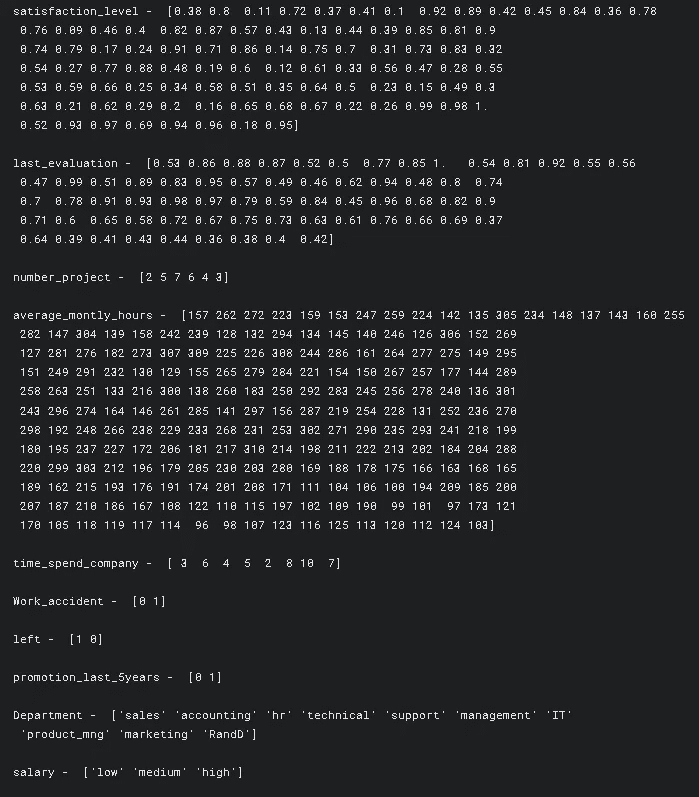 satisfaction_level -  [0.38 0.8  0.11 0.72 0.37 0.41 0.1  0.92 0.89 0.42 0.45 0.84 0.36 0.78
 0.76 0.09 0.46 0.4  0.82 0.87 0.57 0.43 0.13 0.44 0.39 0.85 0.81 0.9
 0.74 0.79 0.17 0.24 0.91 0.71 0.86 0.14 0.75 0.7  0.31 0.73 0.83 0.32
 0.54 0.27 0.77 0.88 0.48 0.19 0.6  0.12 0.61 0.33 0.56 0.47 0.28 0.55
 0.53 0.59 0.66 0.25 0.34 0.58 0.51 0.35 0.64 0.5  0.23 0.15 0.49 0.3
 0.63 0.21 0.62 0.29 0.2  0.16 0.65 0.68 0.67 0.22 0.26 0.99 0.98 1.
 0.52 0.93 0.97 0.69 0.94 0.96 0.18 0.95]
last_evaluation -  [0.53 0.86 0.88 0.87 0.52 0.5  0.77 0.85 1.   0.54 0.81 0.92 0.55 0.56
 0.47 0.99 0.51 0.89 0.83 0.95 0.57 0.49 0.46 0.62 0.94 0.48 0.8  0.74
 0.7  0.78 0.91 0.93 0.98 0.97 0.79 0.59 0.84 0.45 0.96 0.68 0.82 0.9
 0.71 0.6  0.65 0.58 0.72 0.67 0.75 0.73 0.63 0.61 0.76 0.66 0.69 0.37
 0.64 0.39 0.41 0.43 0.44 0.36 0.38 0.4  0.42]
number_project -  [2 5 7 6 4 3]
average_montly_hours -  [157 262 272 223 159 153 247 259 224 142 135 305 234 148 137 143 160 255
 282 147 304 139 158 242 239 128 132 294 134 145 140 246 126 306 152 269
 127 281 276 182 273 307 309 225 226 308 244 286 161 264 277 275 149 295
 151 249 291 232 130 129 155 265 279 284 221 154 150 267 257 177 144 289
 258 263 251 133 216 300 138 260 183 250 292 283 245 256 278 240 136 301
 243 296 274 164 146 261 285 141 297 156 287 219 254 228 131 252 236 270
 298 192 248 266 238 229 233 268 231 253 302 271 290 235 293 241 218 199
 180 195 237 227 172 206 181 217 310 214 198 211 222 213 202 184 204 288
 220 299 303 212 196 179 205 230 203 280 169 188 178 175 166 163 168 165
 189 162 215 193 176 191 174 201 208 171 111 104 106 100 194 209 185 200
 207 187 210 186 167 108 122 110 115 197 102 109 190  99 101  97 173 121
 170 105 118 119 117 114  96  98 107 123 116 125 113 120 112 124 103]
time_spend_company -  [ 3  6  4  5  2  8 10  7]
Work_accident -  [0 1]
left -  [1 0]
promotion_last_5years -  [0 1]
Department -  ['sales' 'accounting' 'hr' 'technical' 'support' 'management' 'IT'
 'product_mng' 'marketing' 'RandD']
salary -  ['low' 'medium' 'high']